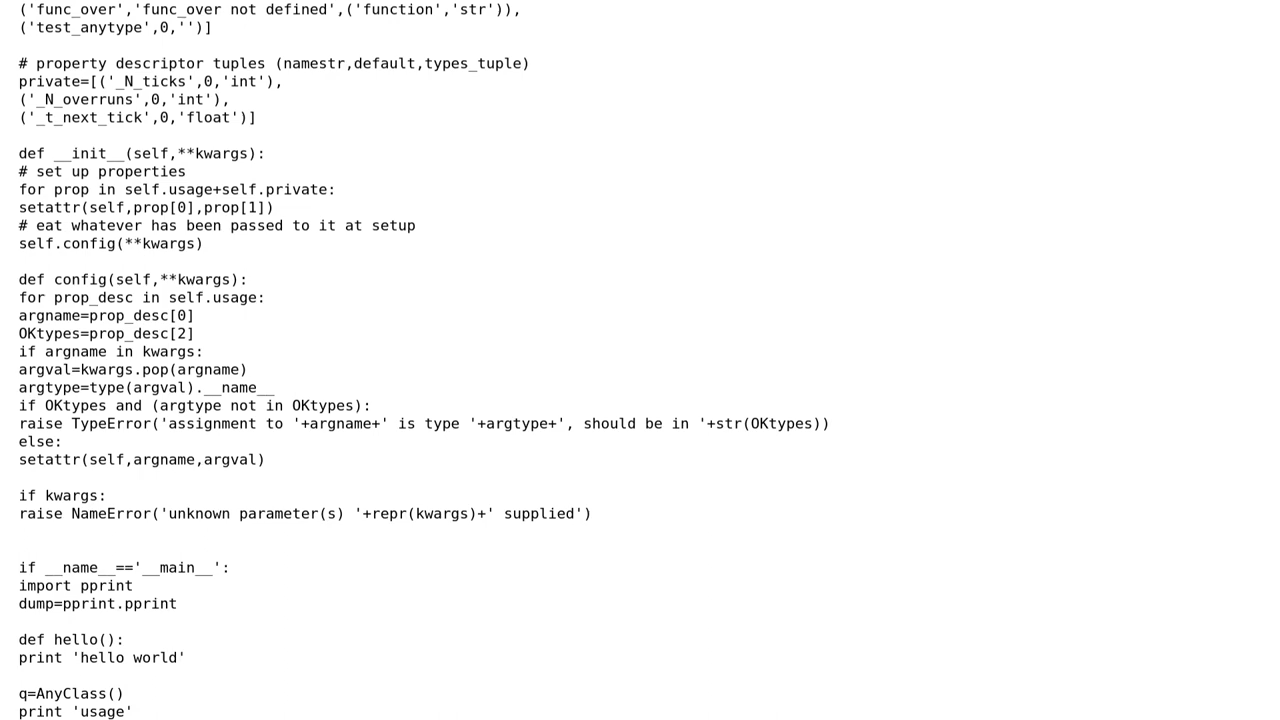 ('func_over','func_over not defined',('function','str')),
('test_anytype',0,'')]

# property descriptor tuples (namestr,default,types_tuple)
private=[('_N_ticks',0,'int'),
('_N_overruns',0,'int'),
('_t_next_tick',0,'float')]

def __init__(self,**kwargs):
# set up properties
for prop in self.usage+self.private:
setattr(self,prop[0],prop[1])
# eat whatever has been passed to it at setup
self.config(**kwargs)

def config(self,**kwargs):
for prop_desc in self.usage:
argname=prop_desc[0]
OKtypes=prop_desc[2]
if argname in kwargs:
argval=kwargs.pop(argname)
argtype=type(argval).__name__
if OKtypes and (argtype not in OKtypes):
raise TypeError('assignment to '+argname+' is type '+argtype+', should be in '+str(OKtypes))
else:
setattr(self,argname,argval)

if kwargs:
raise NameError('unknown parameter(s) '+repr(kwargs)+' supplied')


if __name__=='__main__':
import pprint
dump=pprint.pprint

def hello():
print 'hello world'

q=AnyClass()
print 'usage'